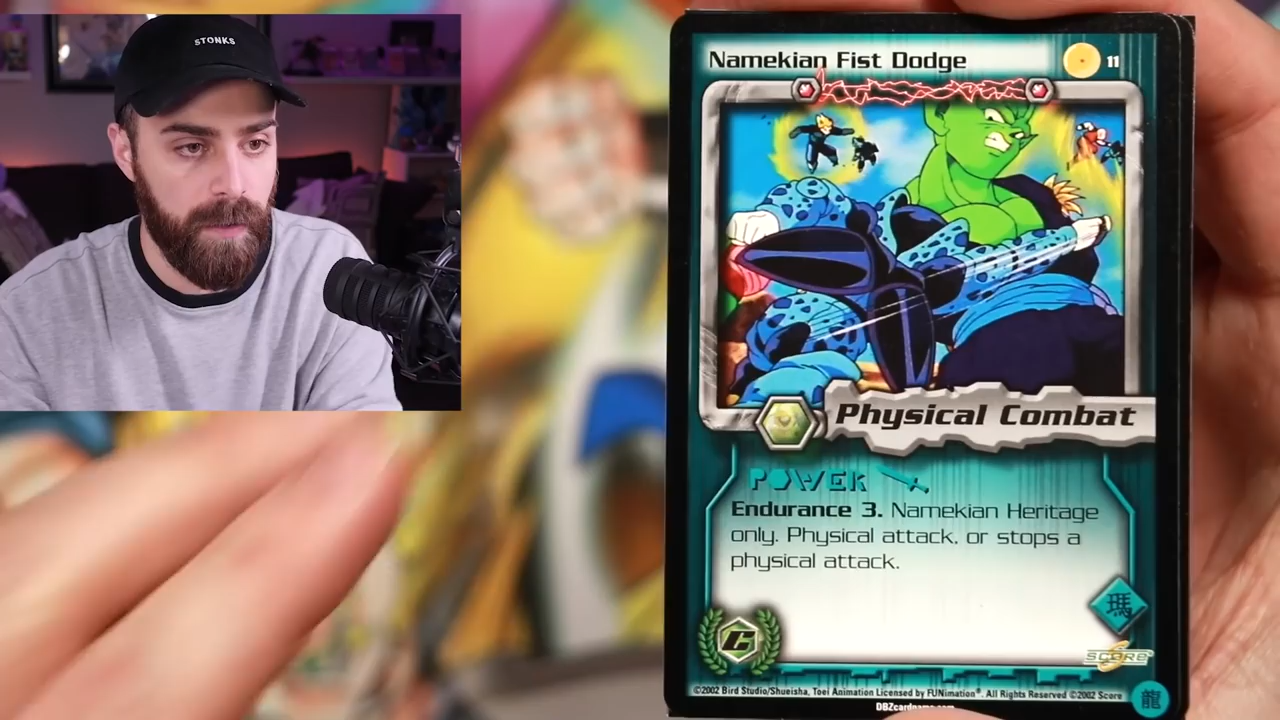 STONKS
Namekian Fist Dodge
11
Physical Combat
POWER
Endurance 3. Namekian Heritage
only. Physical attack, or stops a
physical attack.
瑪
C
SCORE
©2002 Bird Studio/Shueisha, Toei Animation Licensed by FUNimation®. All Rights Reserved ©2002 Score
DBZcardgame.com
龍